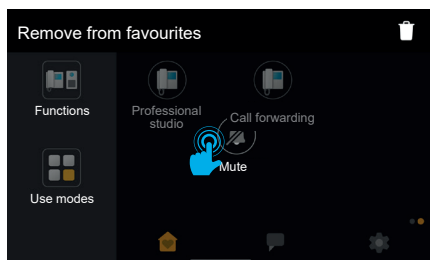 Remove from favourites
Functions
Professional
studio
Call forwarding
Mute
Use modes